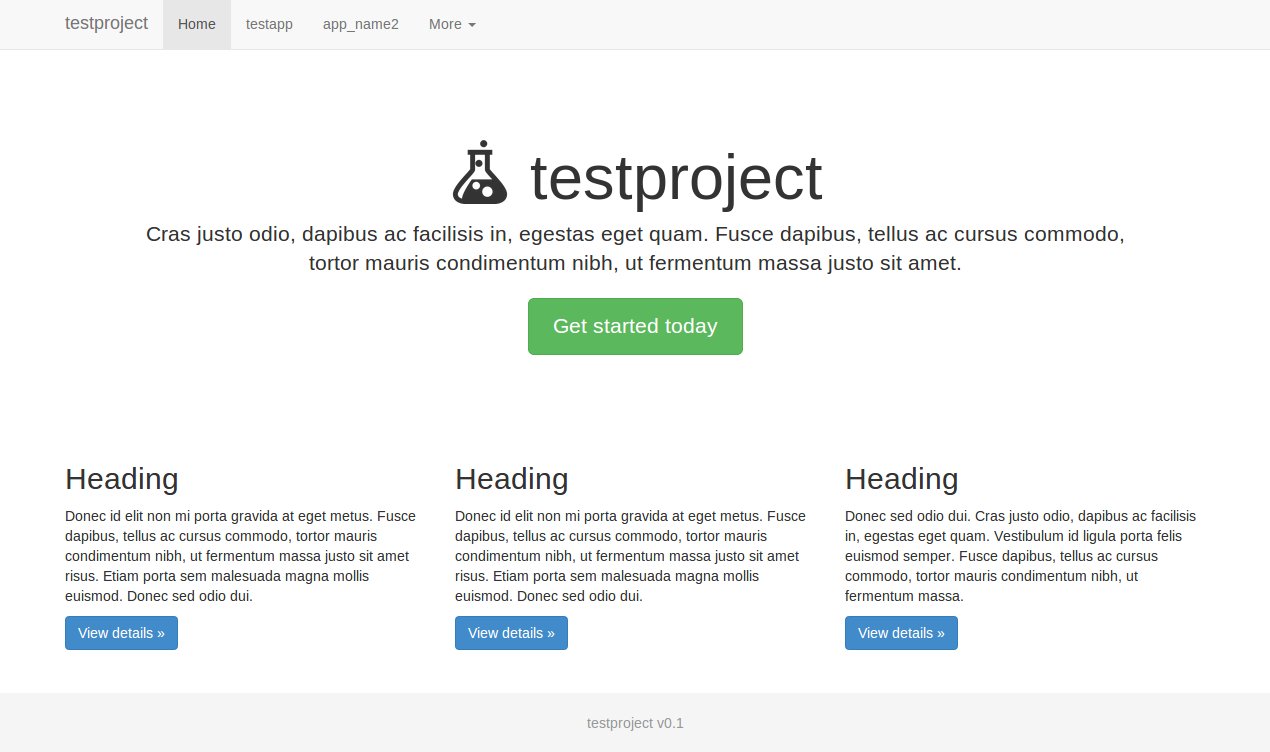 testproject Home testapp app_name2 More
testproject
Cras justo odio, dapibus ac facilisis in, egestas eget quam. Fusce dapibus, tellus ac cursus commodo,
tortor mauris condimentum nibh, ut fermentum massa justo sit amet.
Get started today
Heading
Donec id elit non mi porta gravida at eget metus. Fusce
dapibus, tellus ac cursus commodo, tortor mauris
condimentum nibh, ut fermentum massa justo sit amet
risus. Etiam porta sem malesuada magna mollis
euismod. Donec sed odio dui.
View details »
Heading
Donec id elit non mi porta gravida at eget metus. Fusce
dapibus, tellus ac cursus commodo, tortor mauris
condimentum nibh, ut fermentum massa justo sit amet
risus. Etiam porta sem malesuada magna mollis
euismod. Donec sed odio dui.
View details »
Heading
Donec sed odio dui. Cras justo odio, dapibus ac facilisis
in, egestas eget quam. Vestibulum id ligula porta felis
euismod semper. Fusce dapibus, tellus ac cursus
commodo, tortor mauris condimentum nibh, ut
fermentum massa.
View details »
testproject v0.1